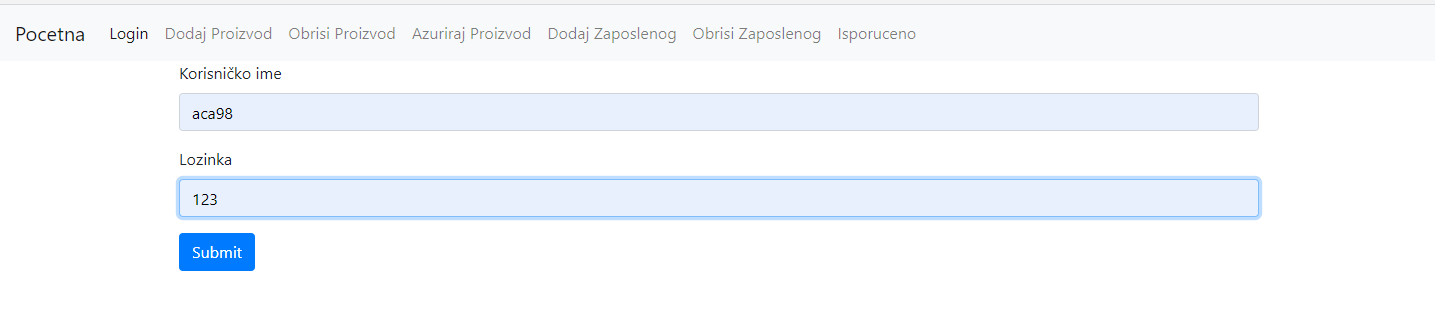 Pocetna Login Dodaj Proizvod Obrisi Proizvod Azuriraj Proizvod Dodaj Zaposlenog Obrisi Zaposlenog Isporuceno
Korisničko ime
aca98
Lozinka
123
Submit